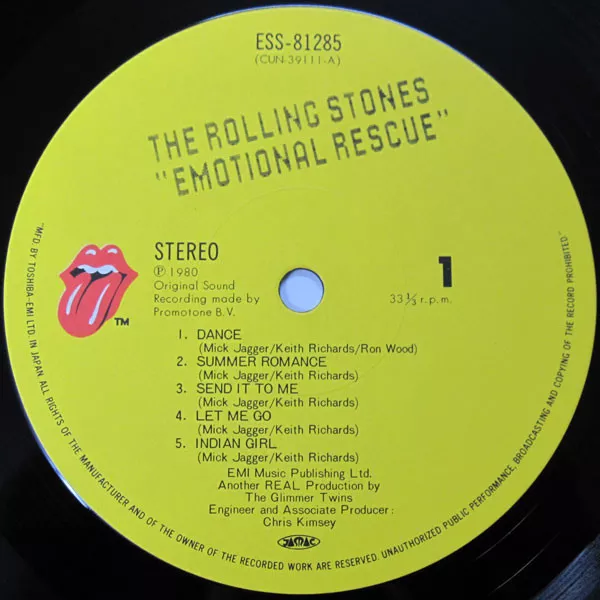 ESS-81285
(CUN-39111-A)
THE ROLLING STONES
"EMOTIONAL RESCUE"
STEREO
℗ 1980
Original Sound
Recording made by
Promotone B.V.
1
33 1/3 r.p.m.
TM
1. DANCE
(Mick Jagger/Keith Richards/Ron Wood)
2. SUMMER ROMANCE
(Mick Jagger/Keith Richards)
3. SEND IT TO ME
(Mick Jagger/Keith Richards)
4. LET ME GO
(Mick Jagger/Keith Richards)
5. INDIAN GIRL
(Mick Jagger/Keith Richards)
EMI Music Publishing Ltd.
Another REAL Production by
The Glimmer Twins
Engineer and Associate Producer:
Chris Kimsey
JAMAC
"MFD. BY TOSHIBA-EMI LTD. IN JAPAN. ALL RIGHTS OF THE MANUFACTURER AND OF THE OWNER OF THE RECORDED WORK ARE RESERVED. UNAUTHORIZED PUBLIC PERFORMANCE, BROADCASTING AND COPYING OF THE RECORD PROHIBITED."